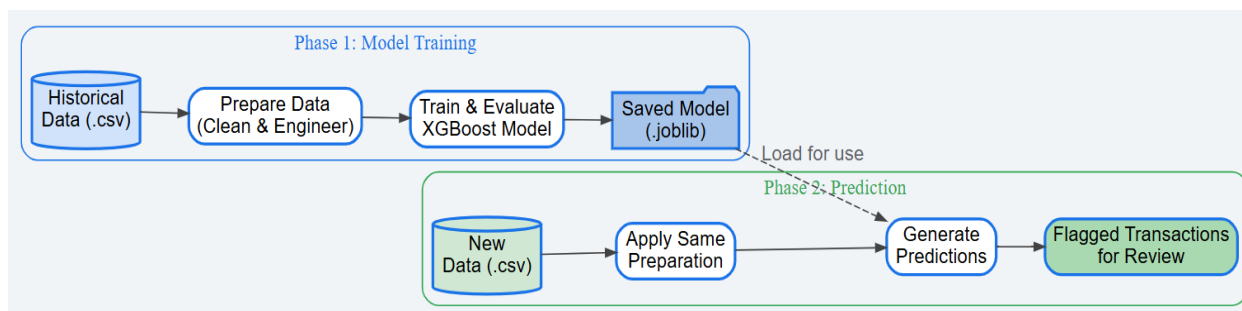 Phase 1: Model Training
Historical
Data (.csv)
Prepare Data
(Clean & Engineer)
Train & Evaluate
XGBoost Model
Saved Model
(.joblib)
Load for use
Phase 2: Prediction
New
Data (.csv)
Apply Same
Preparation
Generate
Predictions
Flagged Transactions
for Review